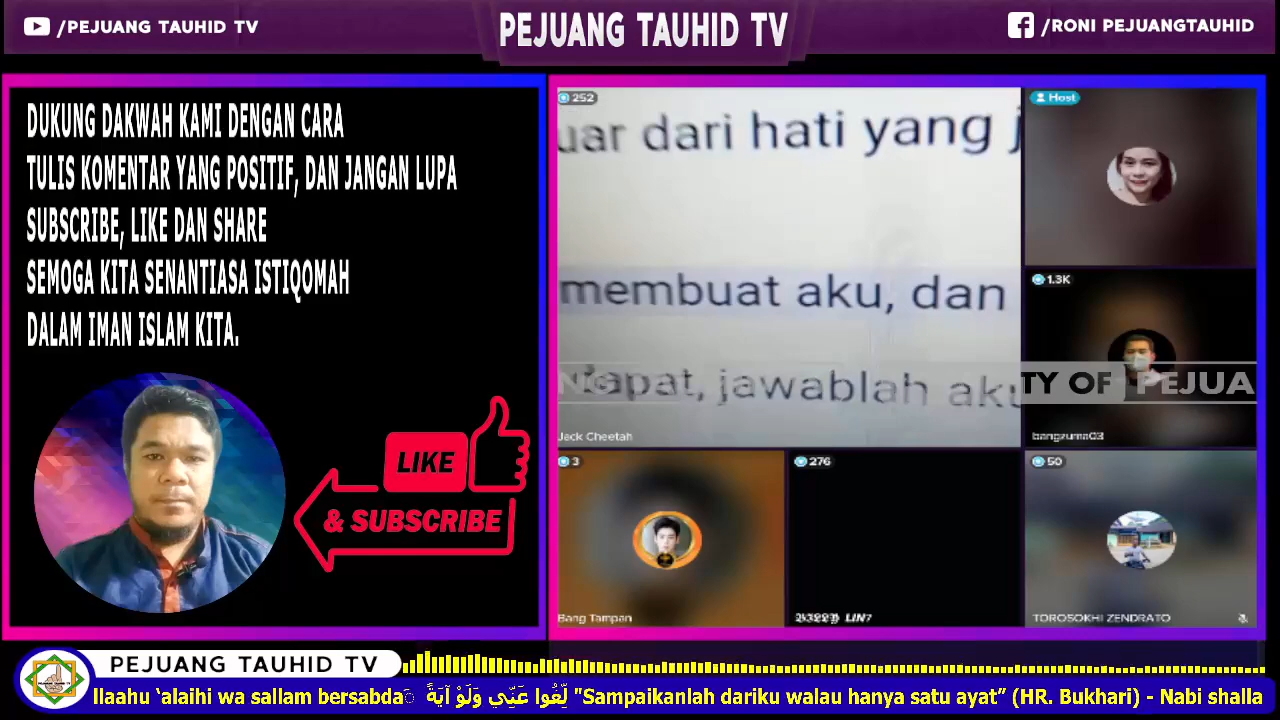 /PEJUANG TAUHID TV
PEJUANG TAUHID TV
/RONI PEJUANGTAUHID
DUKUNG DAKWAH KAMI DENGAN CARA
TULIS KOMENTAR YANG POSITIF, DAN JANGAN LUPA
SUBSCRIBE, LIKE DAN SHARE
SEMOGA KITA SENANTIASA ISTIQOMAH
DALAM IMAN ISLAM KITA.
LIKE
& SUBSCRIBE
252
uar dari hati yang j
membuat aku, dan
dapat, jawablah aku
Jack Cheetah
Host
1.3K
TY OF PEJUA
bangzuma03
3
Bang Tampan
276
LIN7
50
TOROSOKHI ZENDRATO
PEJUANG TAUHID TV
llaahu ‘alaihi wa sallam bersabda لِّغُوا عَنِّي وَلَوْ آيَةً "Sampaikanlah dariku walau hanya satu ayat” (HR. Bukhari) - Nabi shalla